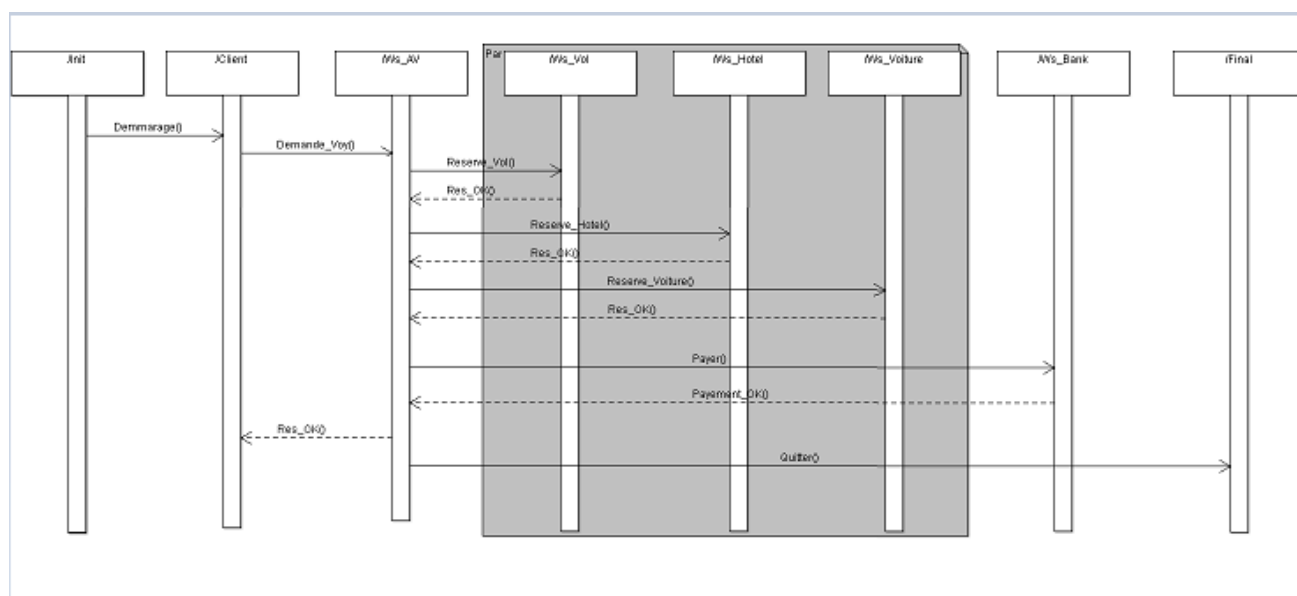 /Init
/Client
/Ws_AV
Par
/Ws_Vol
/Ws_Hotel
/Ws_Voiture
/Ws_Bank
/Final
Demmarage()
Demande_Voy()
Reserve_Vol()
Res_OK()
Reserve_Hotel()
Res_OK()
Reserve_Voiture()
Res_OK()
Payer()
Payement_OK()
Res_OK()
Quitter()